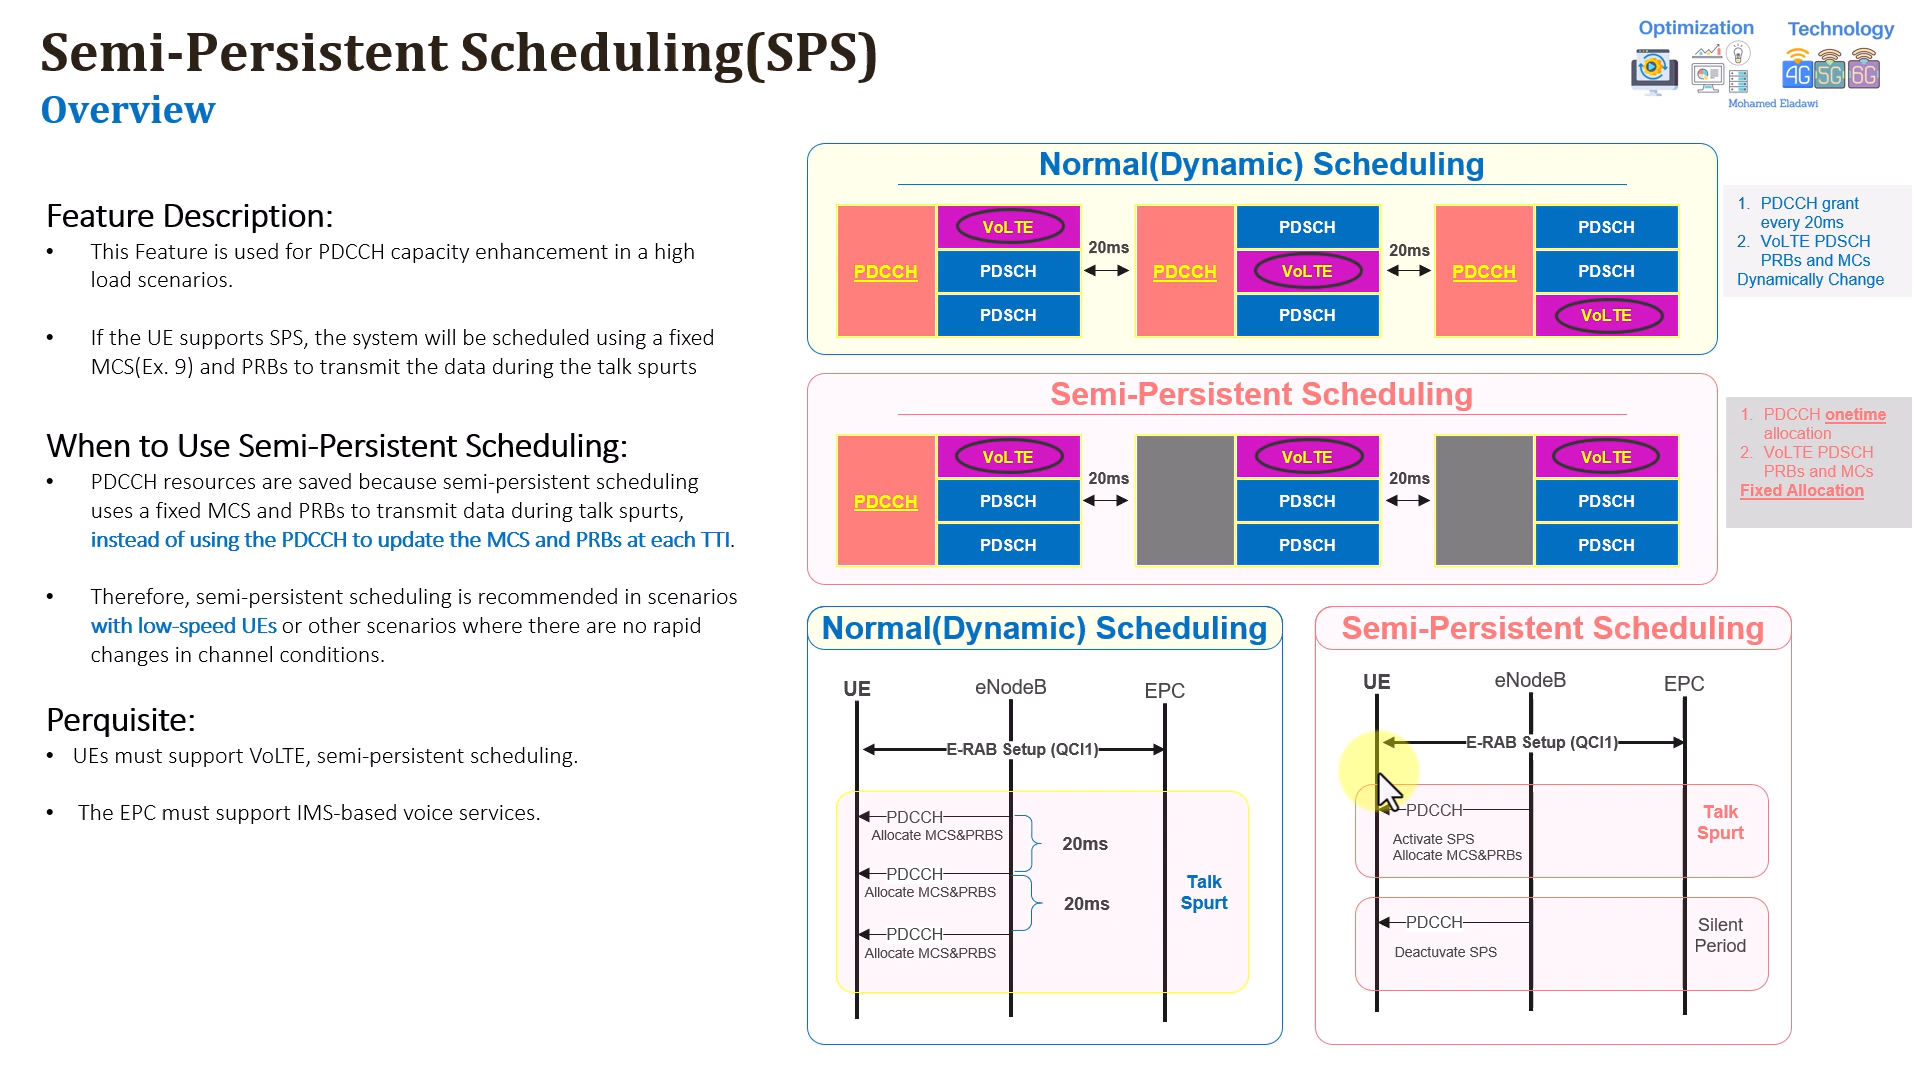 Semi-Persistent Scheduling(SPS)
Overview
Optimization
Technology
4G 5G 6G
Mohamed Eladawi
Feature Description:
• This Feature is used for PDCCH capacity enhancement in a high
load scenarios.
• If the UE supports SPS, the system will be scheduled using a fixed
MCS(Ex. 9) and PRBs to transmit the data during the talk spurts
When to Use Semi-Persistent Scheduling:
• PDCCH resources are saved because semi-persistent scheduling
uses a fixed MCS and PRBs to transmit data during talk spurts,
instead of using the PDCCH to update the MCS and PRBs at each TTI.
• Therefore, semi-persistent scheduling is recommended in scenarios
with low-speed UEs or other scenarios where there are no rapid
changes in channel conditions.
Perquisite:
• UEs must support VoLTE, semi-persistent scheduling.
• The EPC must support IMS-based voice services.
Normal(Dynamic) Scheduling
PDCCH
VoLTE
PDSCH
PDSCH
20ms
PDCCH
PDSCH
VoLTE
PDSCH
20ms
PDCCH
PDSCH
PDSCH
VoLTE
1. PDCCH grant
every 20ms
2. VoLTE PDSCH
PRBs and MCs
Dynamically Change
Semi-Persistent Scheduling
PDCCH
VoLTE
PDSCH
PDSCH
20ms
VoLTE
PDSCH
PDSCH
20ms
VoLTE
PDSCH
PDSCH
1. PDCCH onetime
allocation
2. VoLTE PDSCH
PRBs and MCs
Fixed Allocation
Normal(Dynamic) Scheduling
UE
eNodeB
EPC
E-RAB Setup (QCI1)
PDCCH
Allocate MCS&PRBS
20ms
PDCCH
Allocate MCS&PRBS
20ms
PDCCH
Allocate MCS&PRBS
Talk
Spurt
Semi-Persistent Scheduling
UE
eNodeB
EPC
E-RAB Setup (QCI1)
PDCCH
Activate SPS
Allocate MCS&PRBs
Talk
Spurt
PDCCH
Deactuvate SPS
Silent
Period